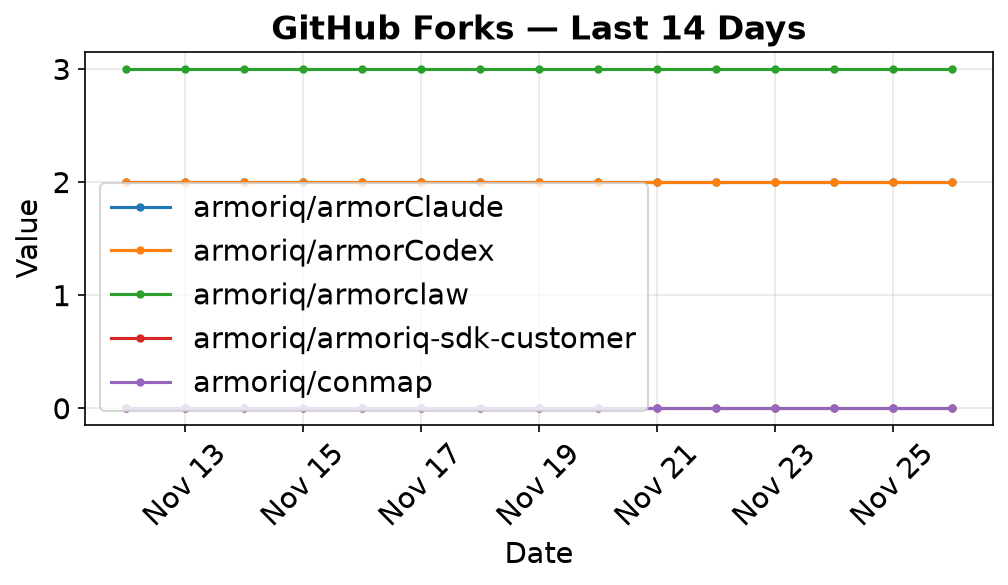 GitHub Forks — Last 14 Days
Value
3
2
1
0
armoriq/armorClaude
armoriq/armorCodex
armoriq/armorclaw
armoriq/armoriq-sdk-customer
armoriq/conmap
Nov 13
Nov 15
Nov 17
Nov 19
Nov 21
Nov 23
Nov 25
Date